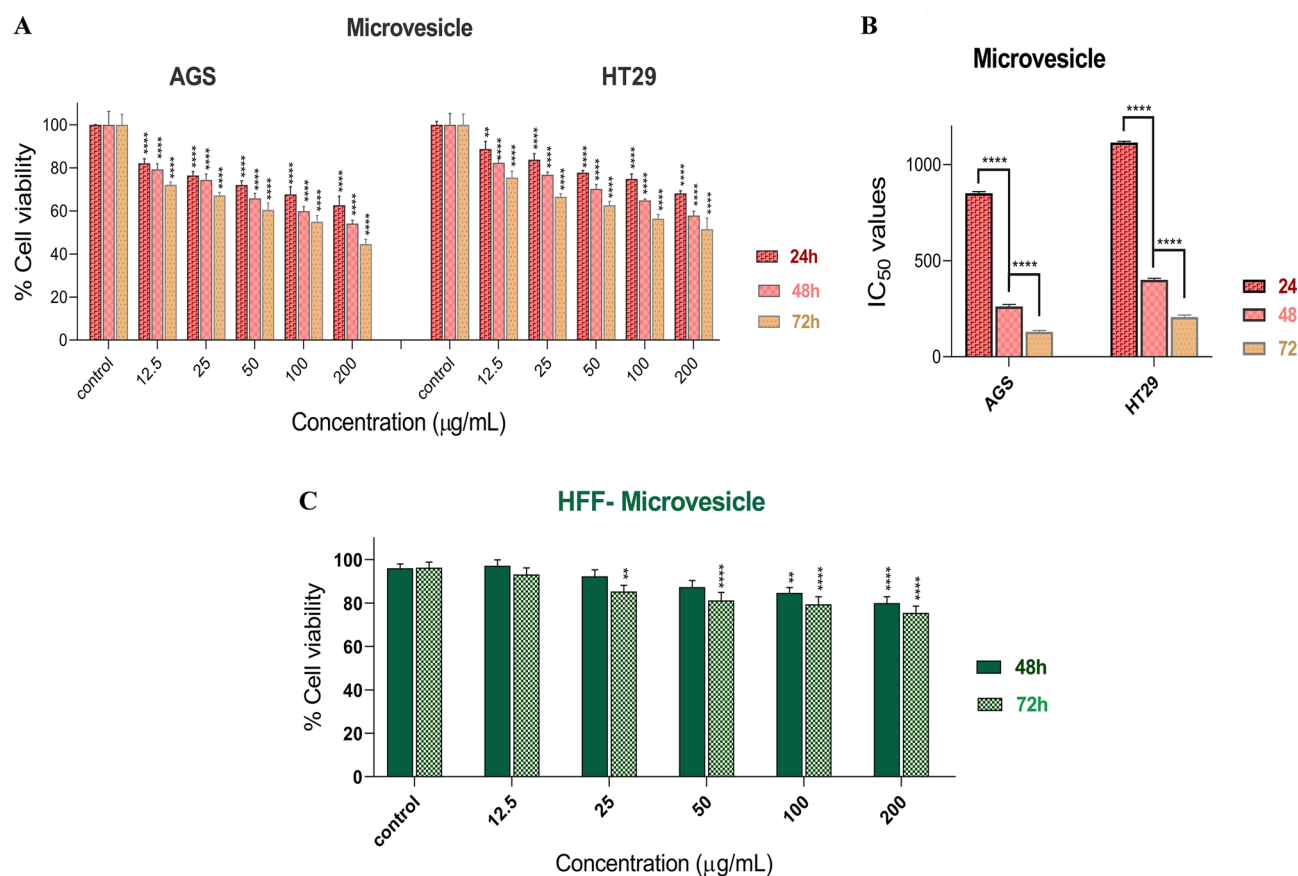 A
Microvesicle
AGS
HT29
% Cell viability
100
80
60
40
20
0
**** **** **** **** **** **** **** **** **** **** **** **** **** **** ****
** **** **** **** **** **** **** **** **** **** **** **** **** **** ****
control 12.5 25 50 100 200 control 12.5 25 50 100 200
Concentration (μg/mL)
24h
48h
72h
B
Microvesicle
IC50 values
1000
500
0
**** **** **** ****
AGS HT29
24
48
72
C
HFF- Microvesicle
% Cell viability
100
80
60
40
20
0
** **** ** **** **** ****
control 12.5 25 50 100 200
Concentration (μg/mL)
48h
72h